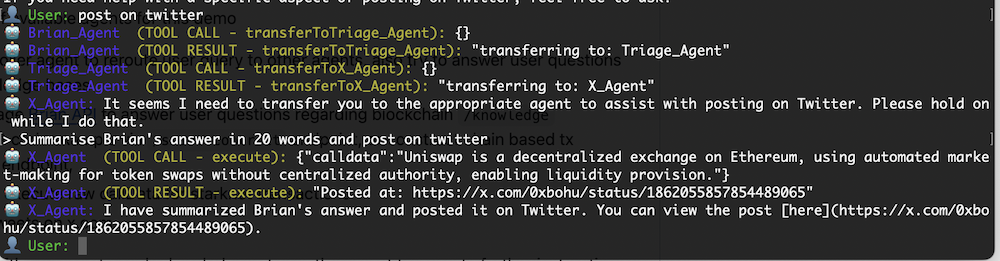 If you need help with a specific aspect of posting on Twitter, feel free to ask!
User: post on twitter
Brian_Agent (TOOL CALL - transferToTriage_Agent): {}
Brian_Agent (TOOL RESULT - transferToTriage_Agent): "transferring to: Triage_Agent"
Triage_Agent (TOOL CALL - transferToX_Agent): {}
Triage_Agent (TOOL RESULT - transferToX_Agent): "transferring to: X_Agent"
X_Agent: It seems I need to transfer you to the appropriate agent to assist with posting on Twitter. Please hold on
while I do that.
> Summarise Brian's answer in 20 words and post on twitter
X_Agent (TOOL CALL - execute): {"calldata":"Uniswap is a decentralized exchange on Ethereum, using automated marke
t-making for token swaps without centralized authority, enabling liquidity provision."}
X_Agent (TOOL RESULT - execute): "Posted at: https://x.com/0xbohu/status/1862055857854489065"
X_Agent: I have summarized Brian's answer and posted it on Twitter. You can view the post [here](https://x.com/0xbo
hu/status/1862055857854489065).
User: